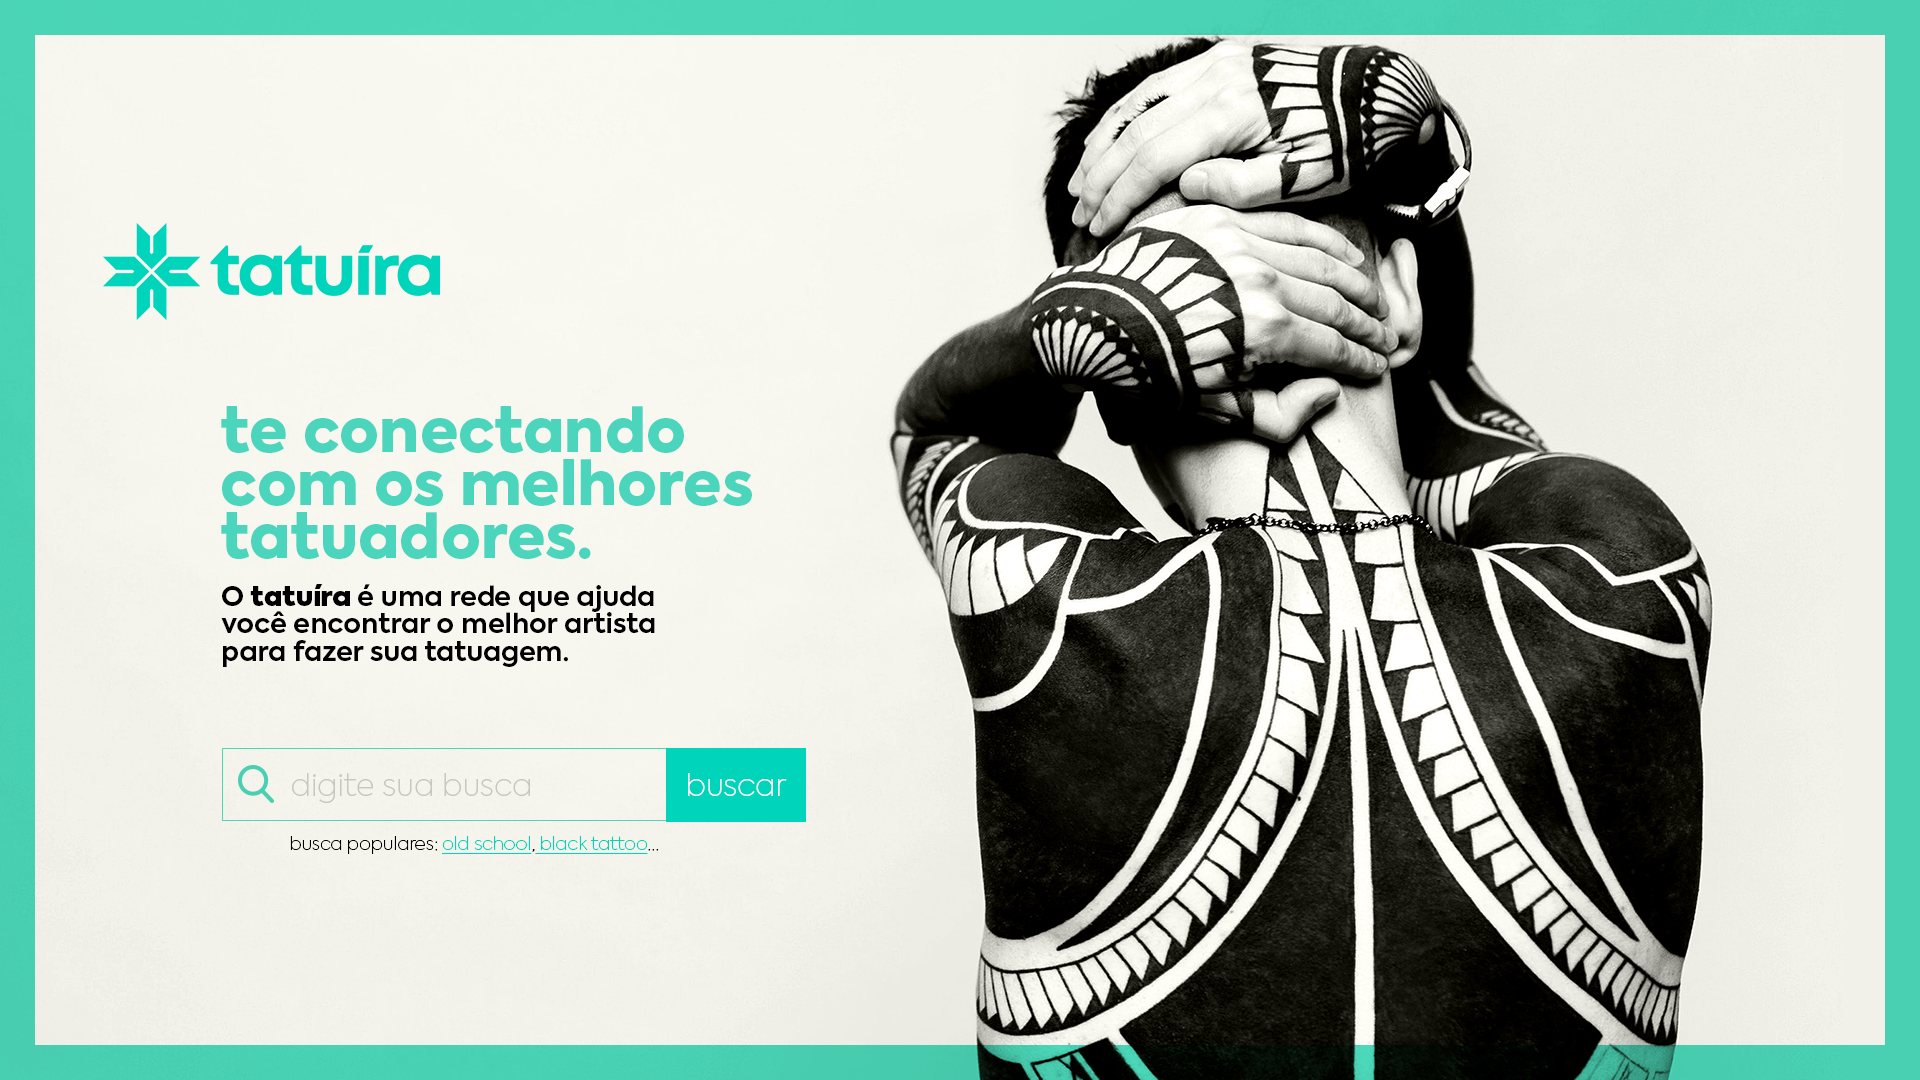 tatuíra
te conectando
com os melhores
tatuadores.
O tatuíra é uma rede que ajuda
você encontrar o melhor artista
para fazer sua tatuagem.
digite sua busca
buscar
busca populares: old school, black tattoo...